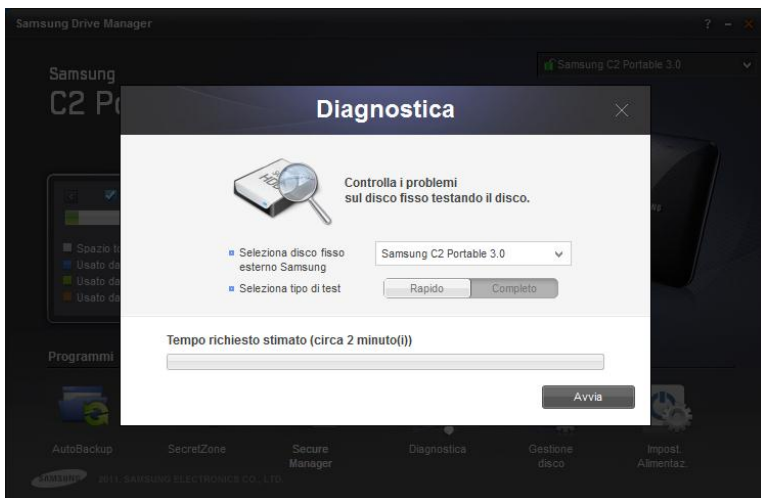 Samsung Drive Manager
? - ×
Samsung
C2 Po
Samsung C2 Portable 3.0
Diagnostica
HDD
Controlla i problemi
sul disco fisso testando il disco.
Seleziona disco fisso
esterno Samsung
Samsung C2 Portable 3.0
Seleziona tipo di test
Rapido
Completo
Spazio to
Usato da
Usato da
Usato da
Tempo richiesto stimato (circa 2 minuto(i))
Avvia
Programmi
AutoBackup
SecretZone
Secure
Manager
Diagnostica
Gestione
disco
Impost.
Alimentaz.
SAMSUNG
2011, SAMSUNG ELECTRONICS CO., LTD.